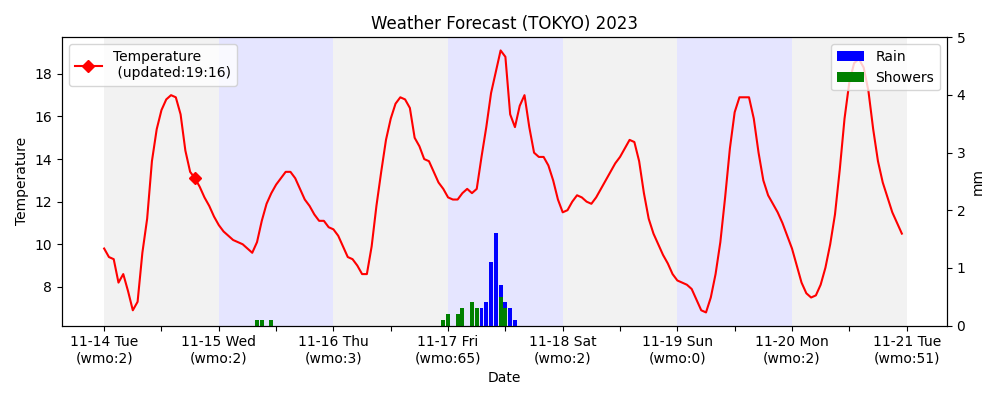 Weather Forecast (TOKYO) 2023
Temperature
(updated:19:16)
Rain
Showers
Temperature
18
16
14
12
10
8
5
4
3
2
1
0
mm
11-14 Tue
(wmo:2)
11-15 Wed
(wmo:2)
11-16 Thu
(wmo:3)
11-17 Fri
(wmo:65)
11-18 Sat
(wmo:2)
11-19 Sun
(wmo:0)
11-20 Mon
(wmo:2)
11-21 Tue
(wmo:51)
Date